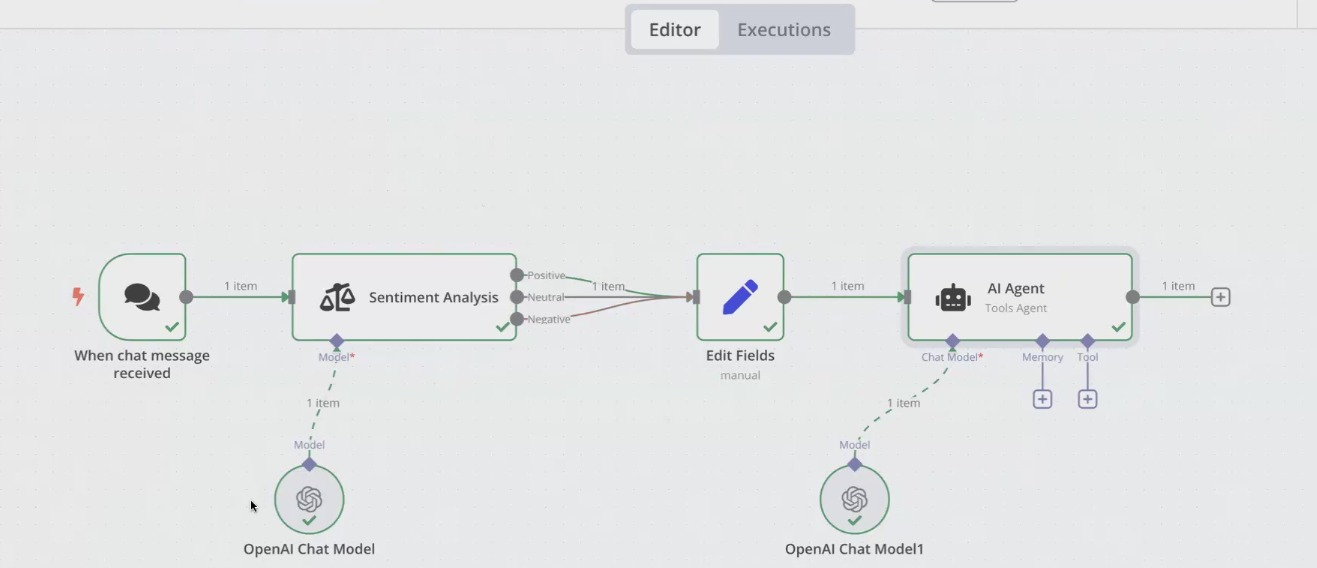 Editor
Executions
1 item
Sentiment Analysis
Positive
Neutral
Negative
1 item
1 item
AI Agent
Tools Agent
1 item
When chat message
received
Model*
Edit Fields
manual
Chat Model*
Memory
Tool
1 item
1 item
Model
Model
OpenAI Chat Model
OpenAI Chat Model1